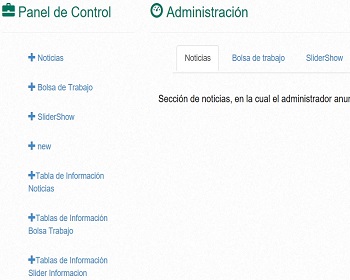 Panel de Control
Administración
Noticias
Bolsa de Trabajo
SliderShow
new
Tabla de Información
Noticias
Tablas de Información
Bolsa Trabajo
Tablas de Información
Slider Informacion
Noticias Bolsa de trabajo SliderShow
Sección de noticias, en la cual el administrador